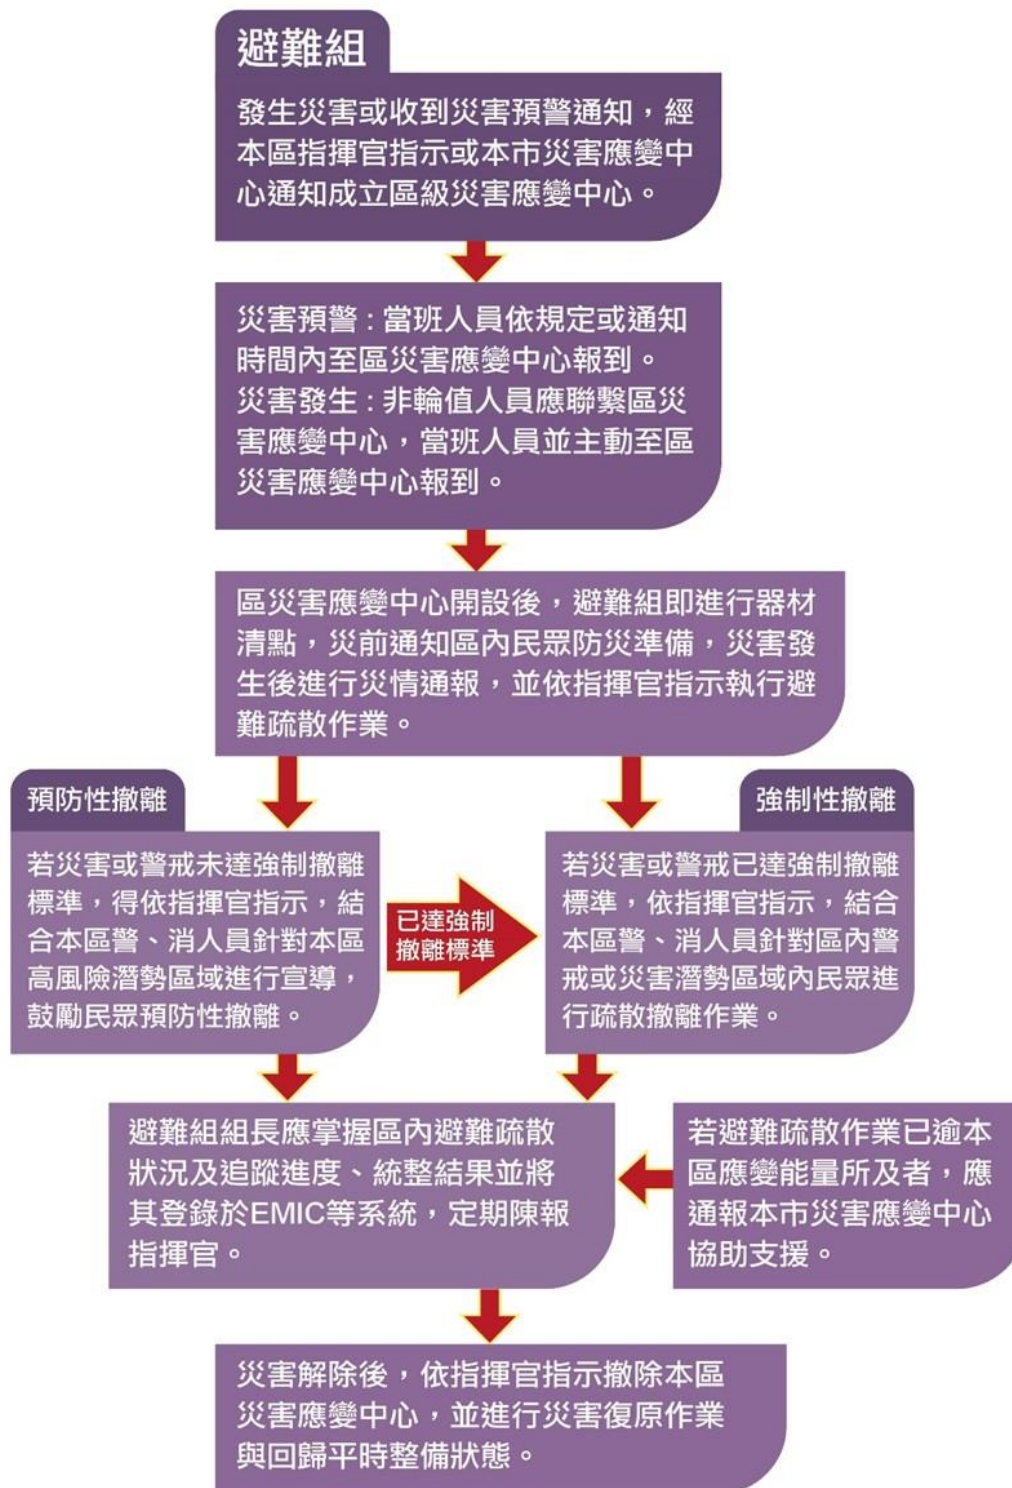 避難組
發生災害或收到災害預警通知，經
本區指揮官指示或本市災害應變中
心通知成立區級災害應變中心。
災害預警：當班人員依規定或通知
時間內至區災害應變中心報到。
災害發生：非輪值人員應聯繫區災
害應變中心，當班人員並主動至區
災害應變中心報到。
區災害應變中心開設後，避難組即進行器材
清點，災前通知區內民眾防災準備，災害發
生後進行災情通報，並依指揮官指示執行避
難疏散作業。
預防性撤離
若災害或警戒未達強制撤離
標準，得依指揮官指示，結
合本區警、消人員針對本區
高風險潛勢區域進行宣導，
鼓勵民眾預防性撤離。
已達強制
撤離標準
強制性撤離
若災害或警戒已達強制撤離
標準，依指揮官指示，結合
本區警、消人員針對區內警
戒或災害潛勢區域內民眾進
行疏散撤離作業。
避難組組長應掌握區內避難疏散
狀況及追蹤進度、統整結果並將
其登錄於EMIC等系統，定期陳報
指揮官。
若避難疏散作業已逾本
區應變能量所及者，應
通報本市災害應變中心
協助支援。
災害解除後，依指揮官指示撤除本區
災害應變中心，並進行災害復原作業
與回歸平時整備狀態。